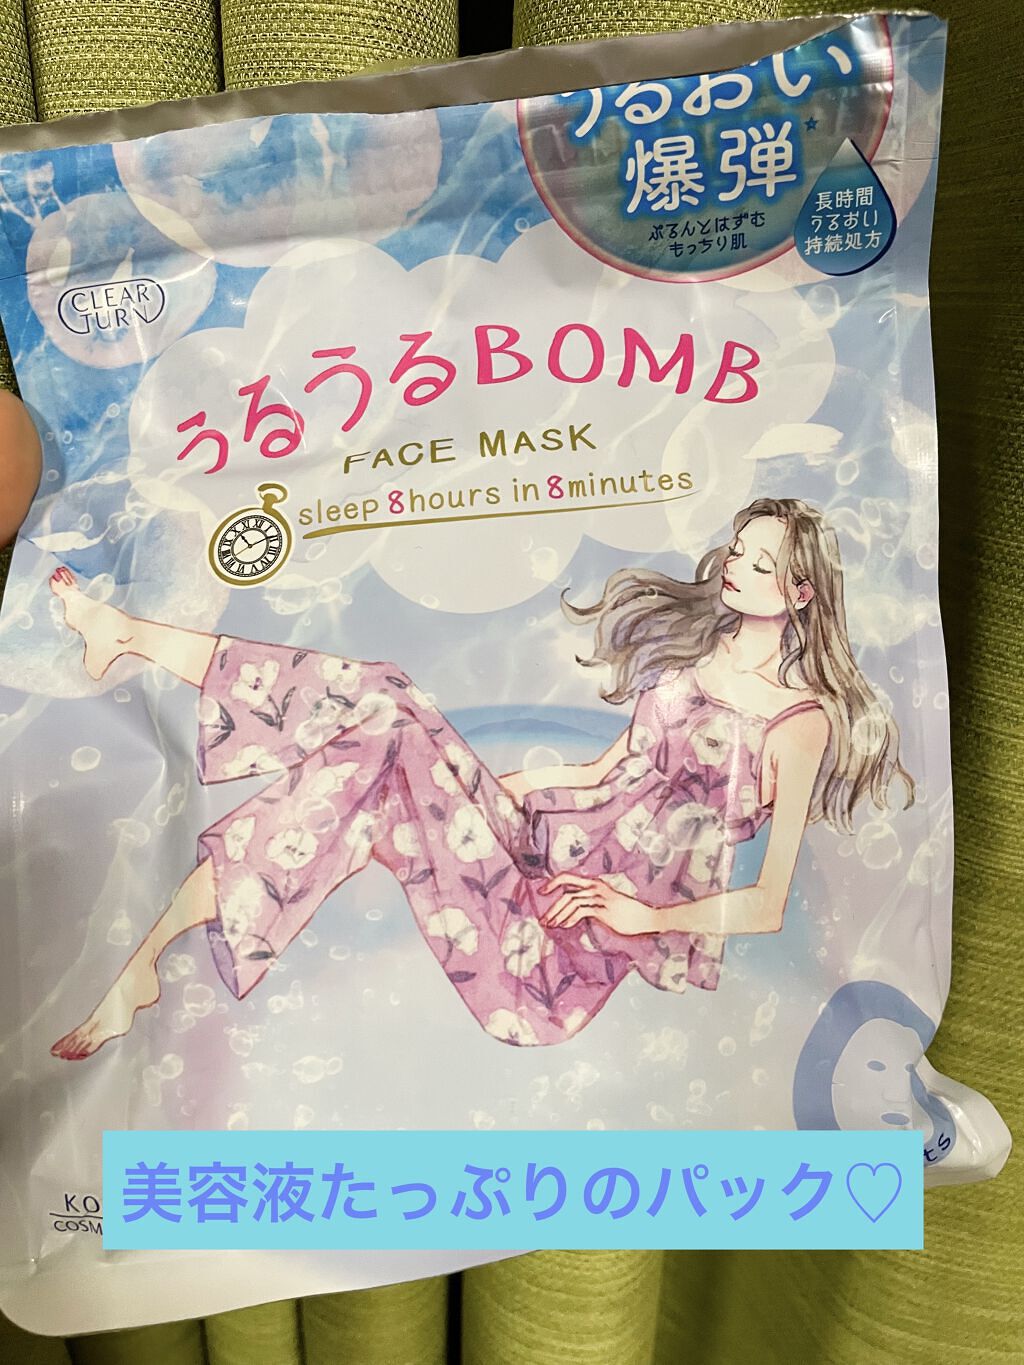 うるおい
爆弾
ぷるんとはずむ
もっちり肌
長時間
うるおい
持続処方
CLEAR
TURN
うるうるBOMB
FACE MASK
sleep 8hours in 8minutes
美容液たっぷりのパック♡